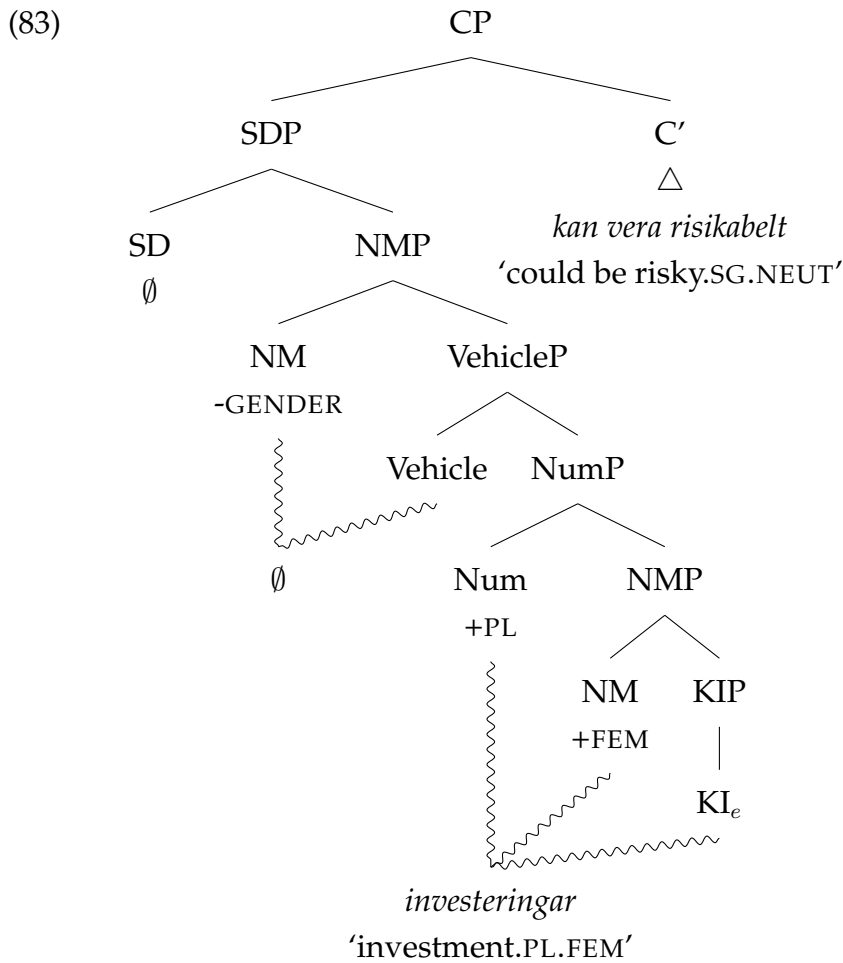 (83) CP
SDP C’
△
SD NMP kan vera risikabelt
∅ ‘could be risky.SG.NEUT’
NM VehicleP
-GENDER
Vehicle NumP
∅ Num NMP
+PL
NM KIP
+FEM
KIₑ
investeringar
‘investment.PL.FEM’